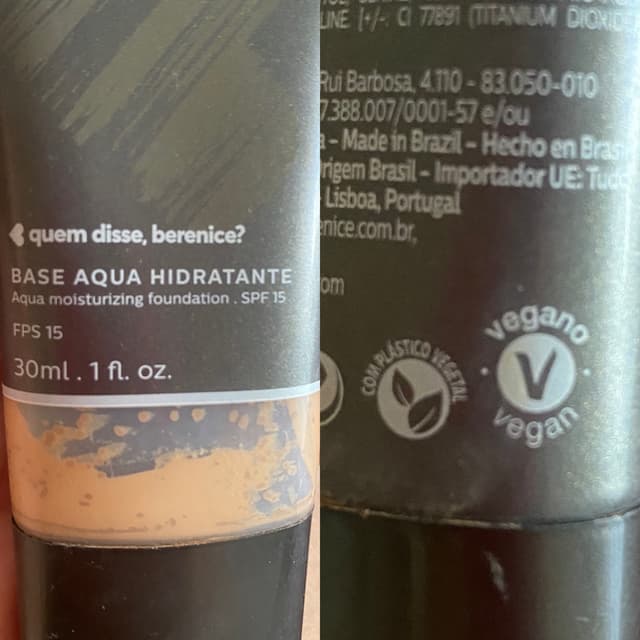 quem disse, berenice?
BASE AQUA HIDRATANTE
Aqua moisturizing foundation . SPF 15
FPS 15
30ml . 1 fl. oz.
LINE [+/- CI 77891 (TITANIUM DIOXIDE
Rui Barbosa, 4.110 - 83.050-010
7.388.007/0001-57 e/ou
- Made in Brazil - Hecho en Bras
rigem Brasil - Importador UE:
Lisboa, Portugal
enice.com.br,
om
COM PLÁSTICO VEGETAL
vegano
V
vegan